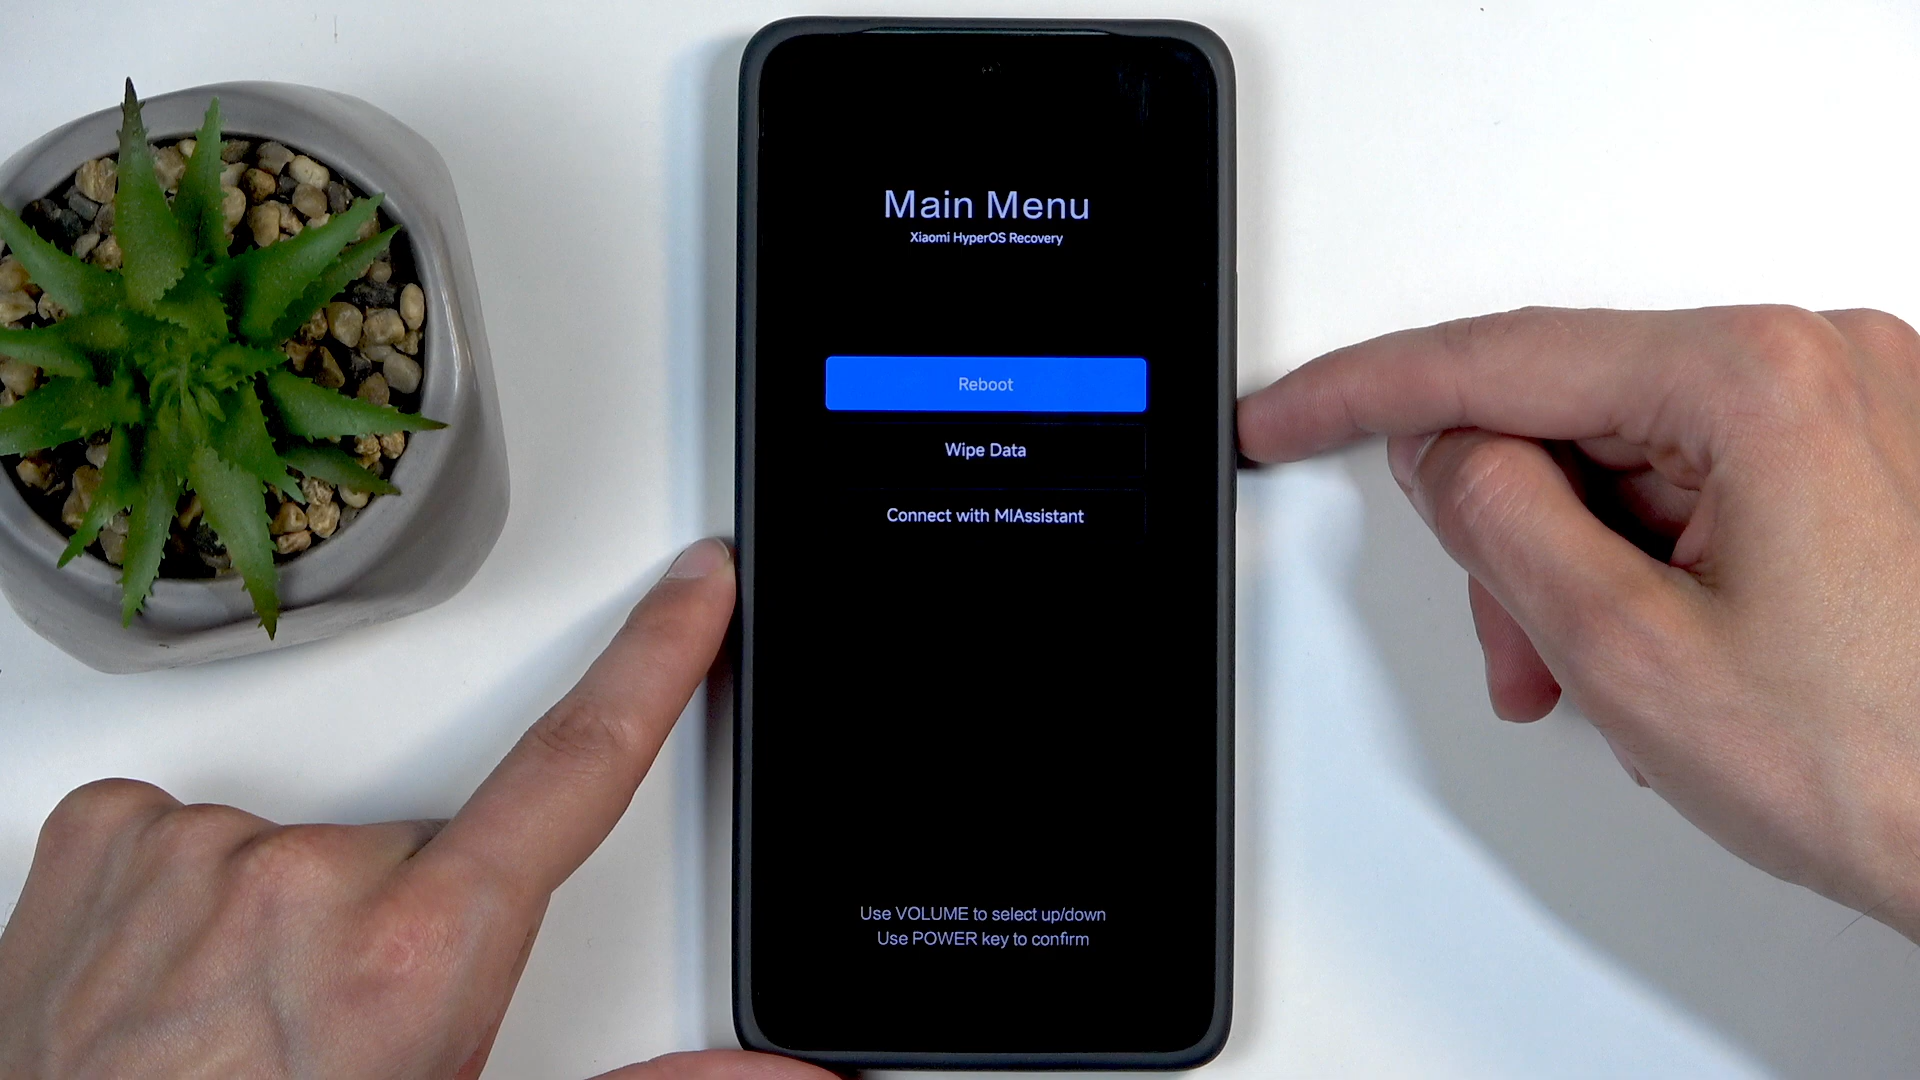 Main Menu
Xiaomi HyperOS Recovery
Reboot
Wipe Data
Connect with MIAssistant
Use VOLUME to select up/down
Use POWER key to confirm